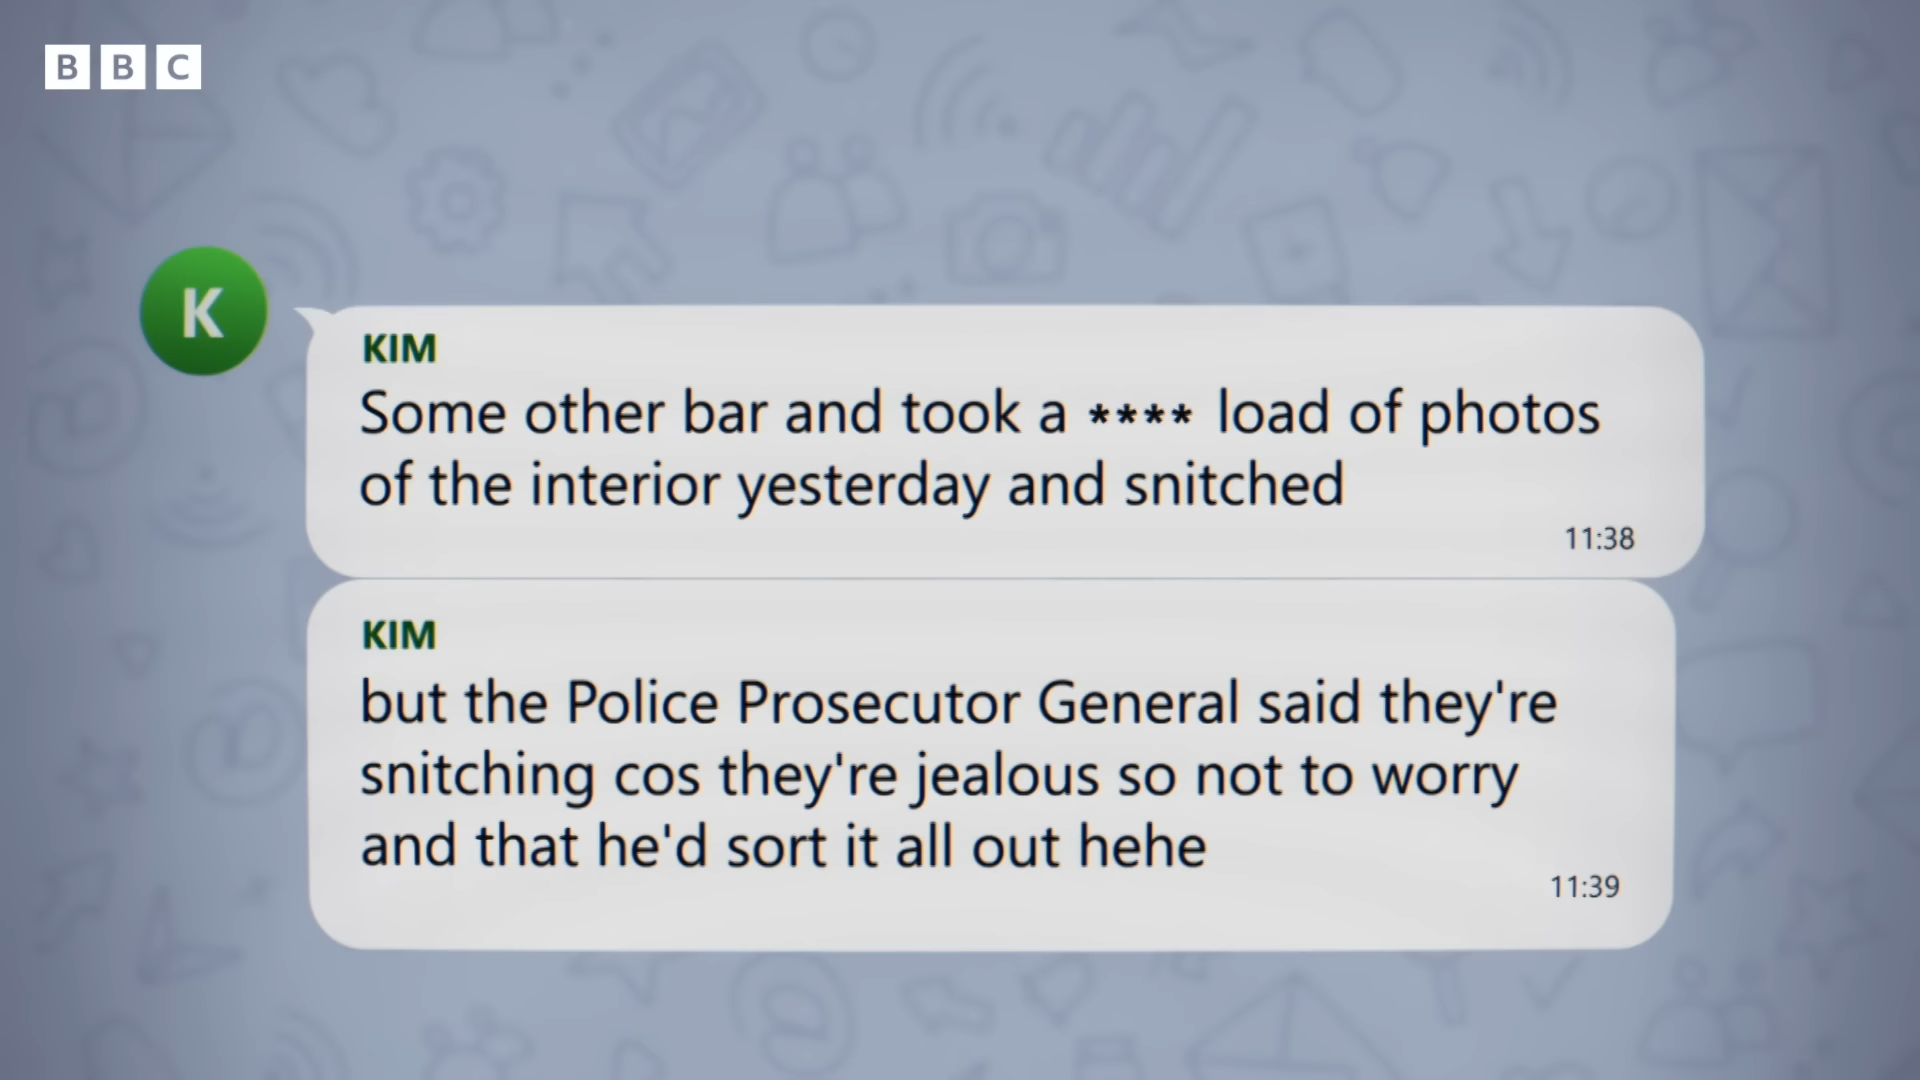 BBC
K
KIM
Some other bar and took a **** load of photos
of the interior yesterday and snitched
11:38
KIM
but the Police Prosecutor General said they're
snitching cos they're jealous so not to worry
and that he'd sort it all out hehe
11:39